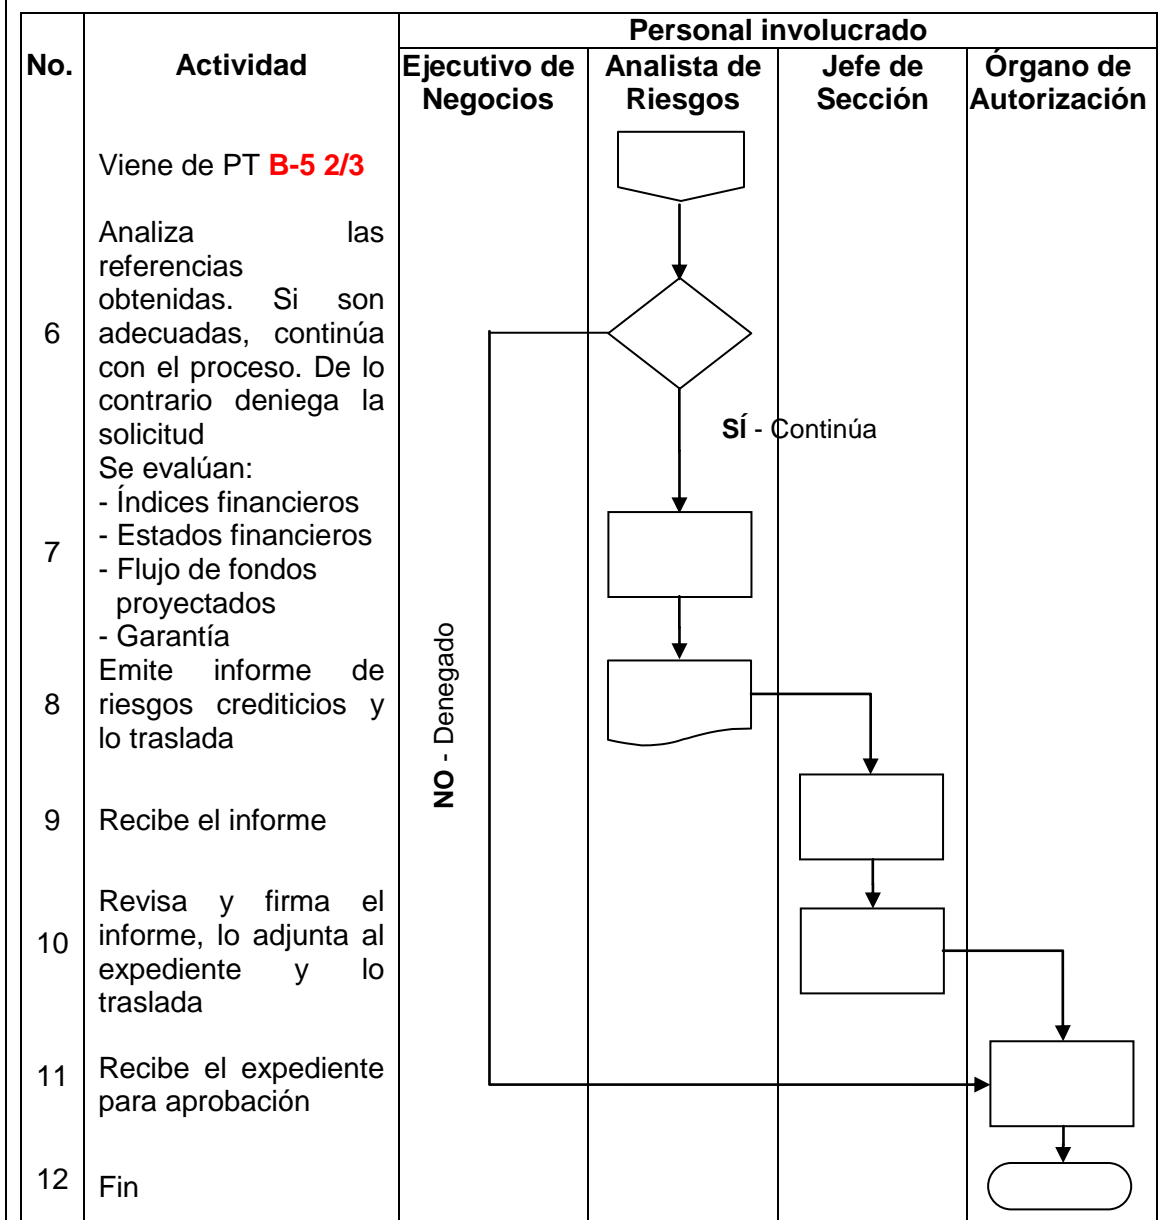 Personal involucrado
No. Actividad Ejecutivo de Negocios Analista de Riesgos Jefe de Sección Órgano de Autorización
Viene de PT B-5 2/3
6
Analiza las
referencias
obtenidas. Si son
adecuadas, continúa
con el proceso. De lo
contrario deniega la
solicitud
SÍ - Continúa
7
Se evalúan:
- Índices financieros
- Estados financieros
- Flujo de fondos
proyectados
- Garantía
NO - Denegado
8
Emite informe de
riesgos crediticios y
lo traslada
9
Recibe el informe
10
Revisa y firma el
informe, lo adjunta al
expediente y lo
traslada
11
Recibe el expediente
para aprobación
12
Fin